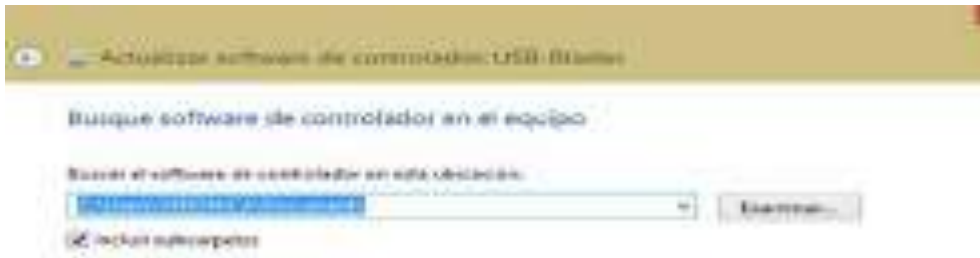 Actualizar software de controlador: USB-Blaster
Busque software de controlador en el equipo
Buscar el software de controlador en esta ubicación:
Examinar...
Incluir subcarpetas